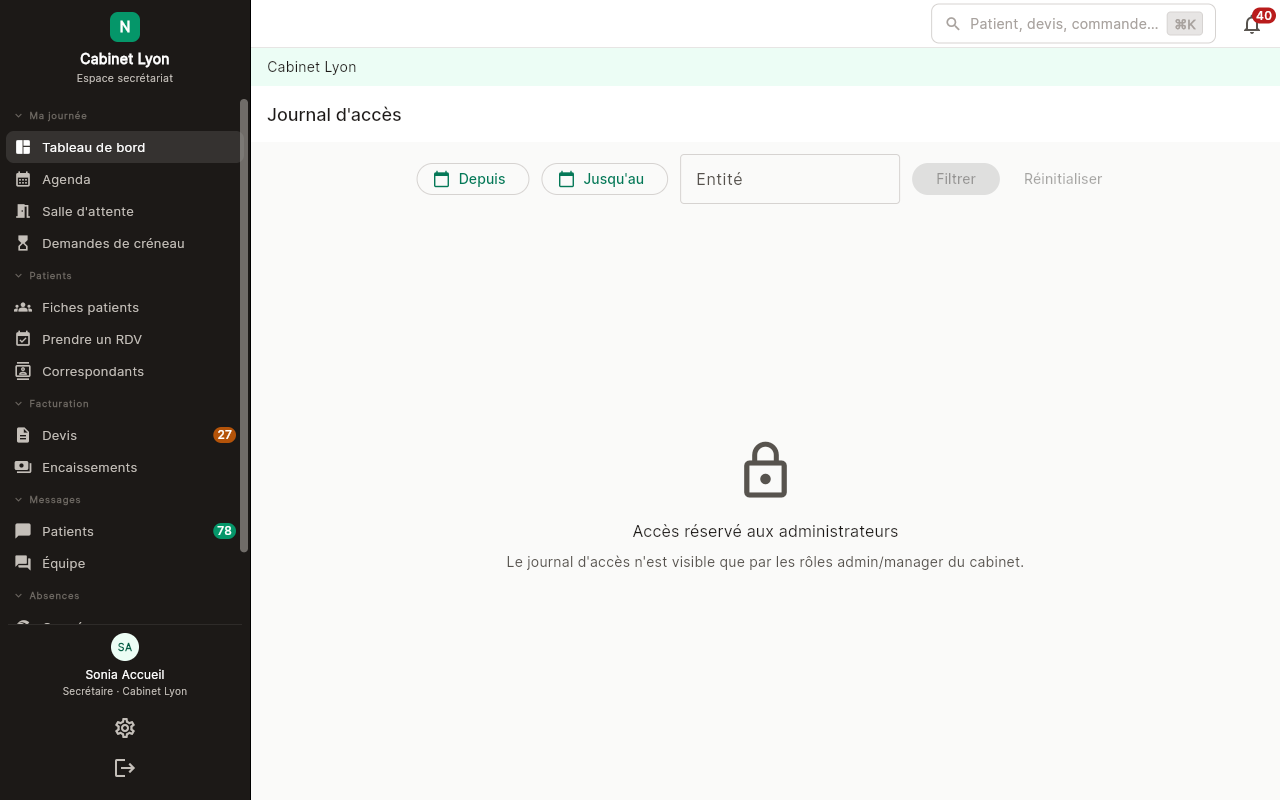 N
Cabinet Lyon
Espace secrétariat
Ma journée
Tableau de bord
Agenda
Salle d'attente
Demandes de créneau
Patients
Fiches patients
Prendre un RDV
Correspondants
Facturation
Devis 27
Encaissements
Messages
Patients 78
Équipe
Absences
SA
Sonia Accueil
Secrétaire · Cabinet Lyon
Patient, devis, commande... ⌘K
40
Cabinet Lyon
Journal d'accès
Depuis
Jusqu'au
Entité
Filtrer
Réinitialiser
Accès réservé aux administrateurs
Le journal d'accès n'est visible que par les rôles admin/manager du cabinet.